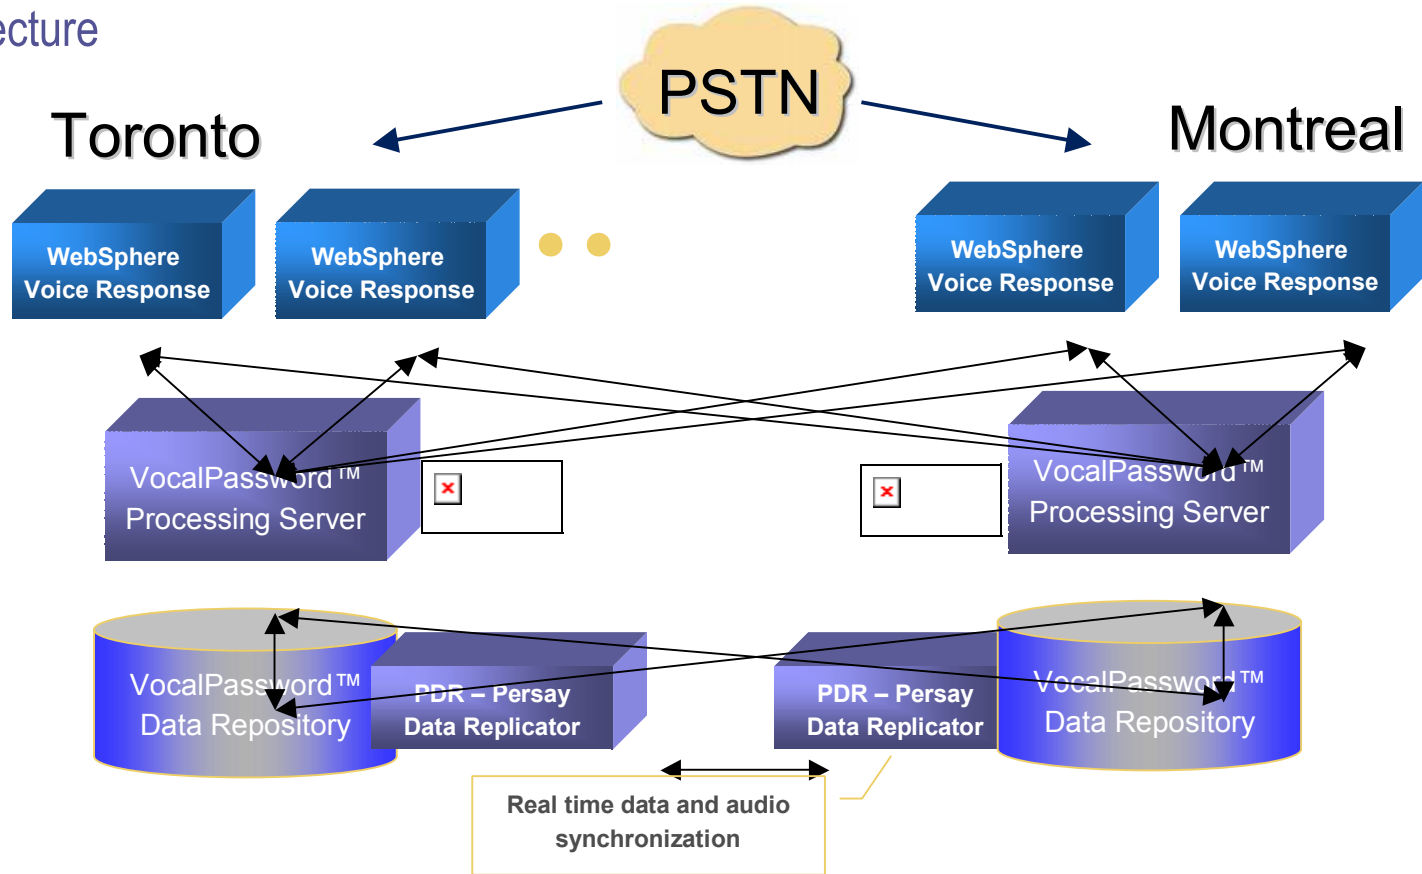 ecture
PSTN
Toronto
Montreal
WebSphere
Voice Response
WebSphere
Voice Response
WebSphere
Voice Response
WebSphere
Voice Response
VocalPassword™
Processing Server
VocalPassword™
Processing Server
VocalPassword™
Data Repository
PDR – Persay
Data Replicator
PDR – Persay
Data Replicator
VocalPassword™
Data Repository
Real time data and audio
synchronization